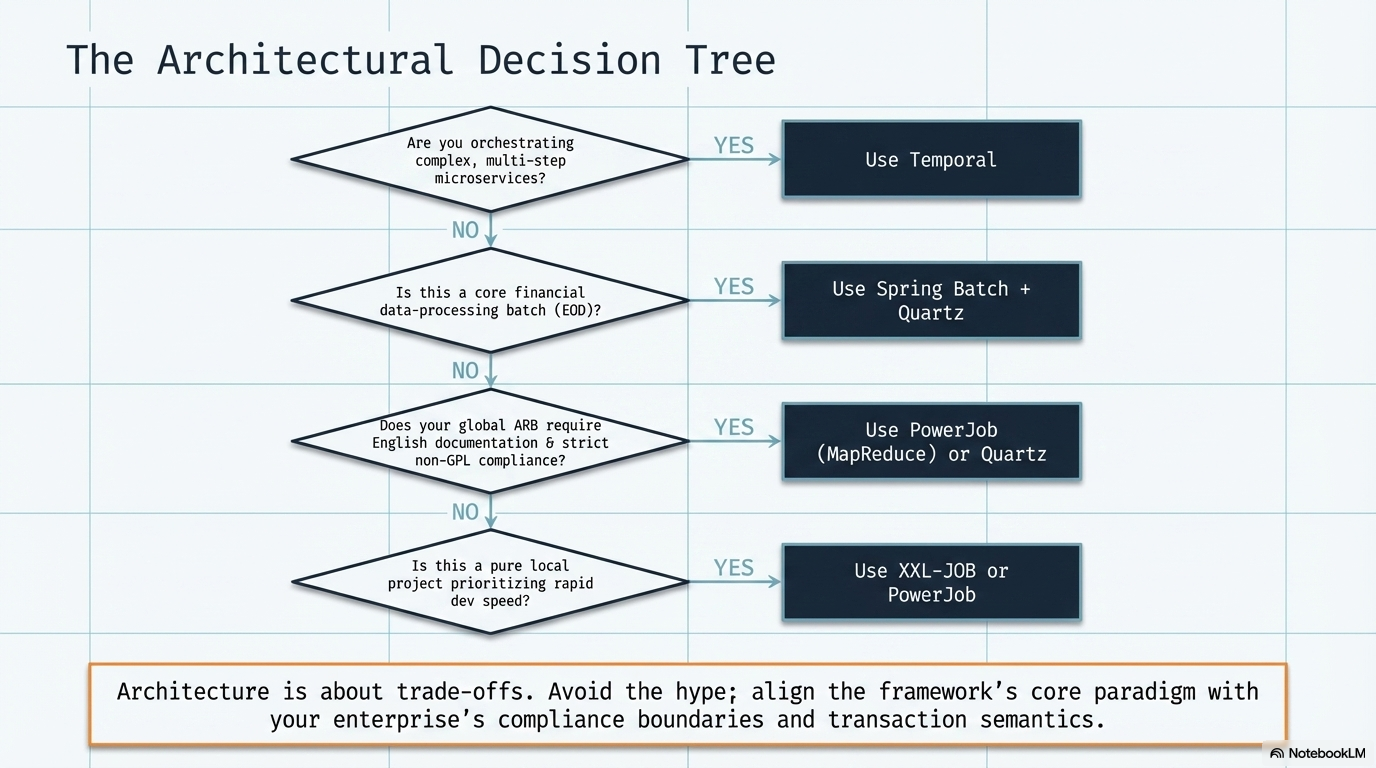 The Architectural Decision Tree
Are you orchestrating
complex, multi-step
microservices?
YES
Use Temporal
NO
Is this a core financial
data-processing batch (EOD)?
YES
Use Spring Batch +
Quartz
NO
Does your global ARB require
English documentation & strict
non-GPL compliance?
YES
Use PowerJob
(MapReduce) or Quartz
NO
Is this a pure local
project prioritizing rapid
dev speed?
YES
Use XXL-JOB or
PowerJob
Architecture is about trade-offs. Avoid the hype; align the framework's core paradigm with
your enterprise's compliance boundaries and transaction semantics.
NotebookLM